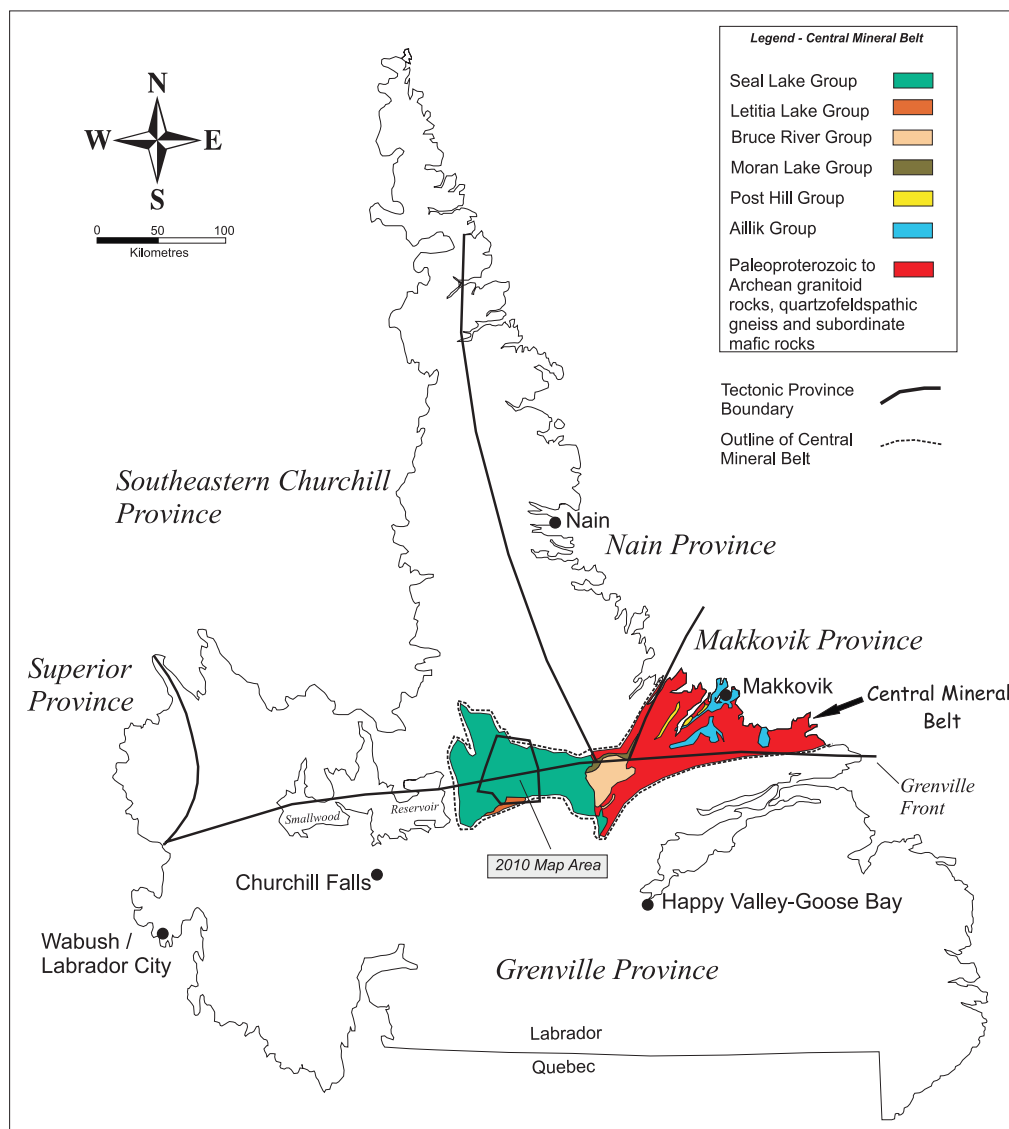 Legend - Central Mineral Belt
Seal Lake Group
Letitia Lake Group
Bruce River Group
Moran Lake Group
Post Hill Group
Aillik Group
Paleoproterozoic to
Archean granitoid
rocks, quartzofeldspathic
gneiss and subordinate
mafic rocks
Tectonic Province
Boundary
Outline of Central
Mineral Belt
N
W E
S
0 50 100
Kilometres
Southeastern Churchill
Province
Nain
Nain Province
Makkovik Province
Superior
Province
Makkovik
Central Mineral
Belt
Grenville
Front
Smallwood
Reservoir
2010 Map Area
Churchill Falls
Happy Valley-Goose Bay
Wabush /
Labrador City
Grenville Province
Labrador
Quebec